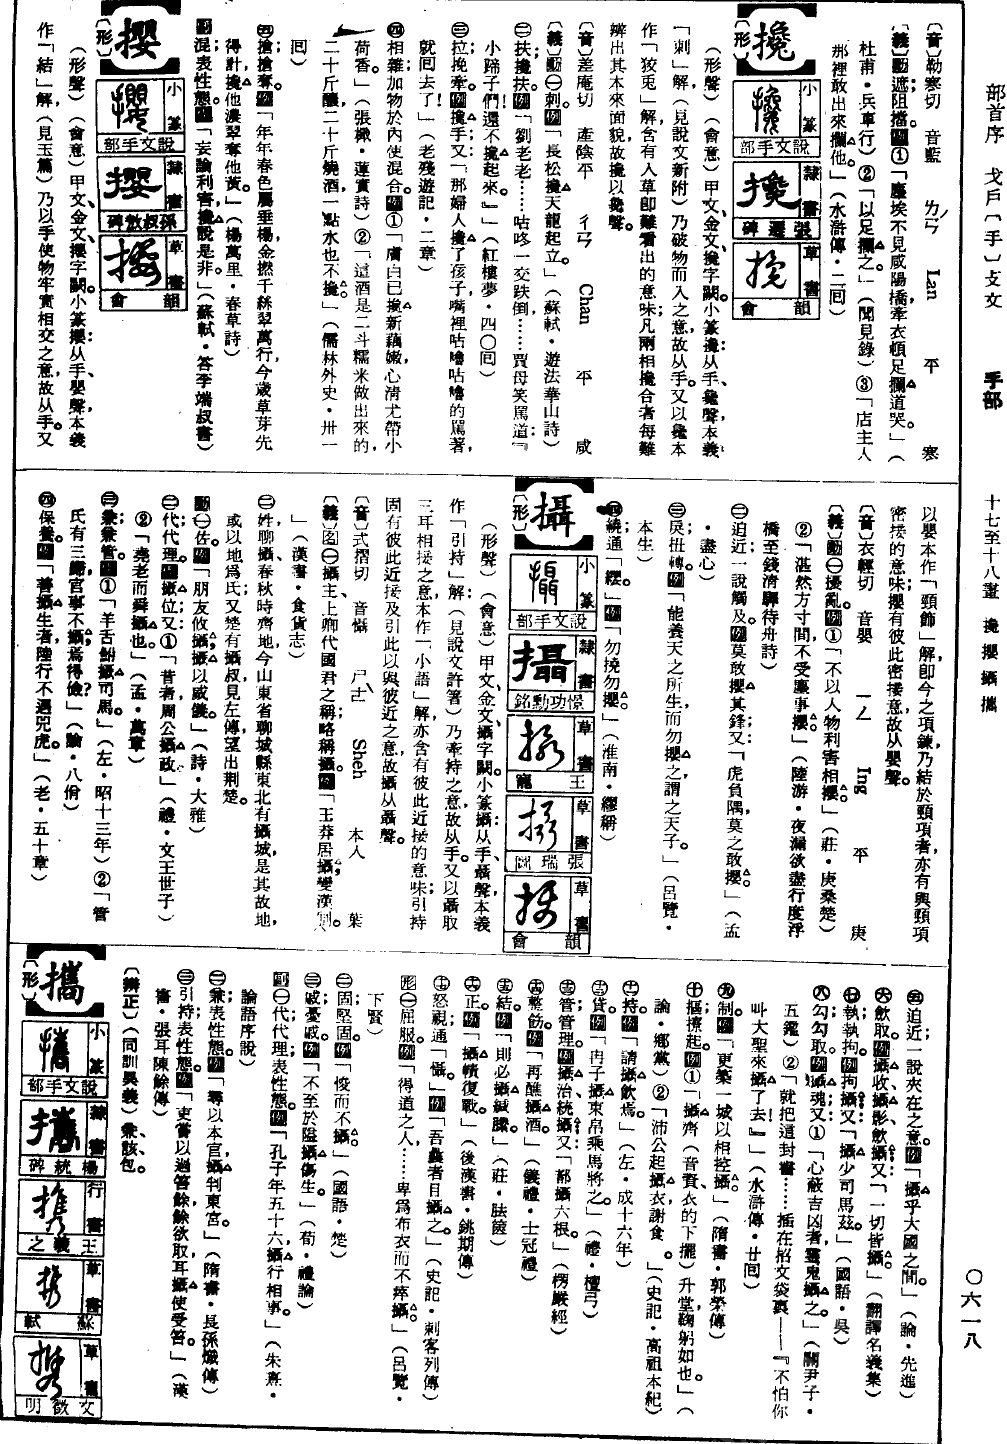 部首序 戈戶〔手〕攴文 手部 十七至十八畫 攙攖攝攜 〇六一八
〔音〕勒寒切 音藍 ㄌㄢˊ Lan 平 寒
〔義〕動遮阻擋。例①「塵埃不見咸陽橋，牽衣頓足攔道哭。」（
杜甫·兵車行）②「以足攔之。」（聞見錄）③「店主人
那裡敢出來攔他。」（水滸傳·二回）
攙〔形〕
小篆 說文手部
隸書 張遷碑
草書 韻會
（形聲）（會意）甲文、金文攙字闕。小篆攙：从手、毚聲，本義
「刺」解（見說文新附），乃破物而入之意，故从手。又以毚本
作「狡兎」解，含有入草卽難看出的意味，凡兩相攙合者每難
辨出其本來面貌，故攙以毚聲。
〔音〕差庵切 產陰平 ㄔㄢ Chan 平 咸
〔義〕動㊀刺。例「長松攙天龍起立。」（蘇軾·遊法華山詩）
㊁扶；攙扶。例「劉老老……咕咚一交跌倒，……賈母笑罵道：『
小蹄子們！還不攙起來。』」（紅樓夢·四〇回）
㊂拉；挽；牽。例攙手；又「那婦人攙了孩子，嘴裡咕嚕咕嚕的罵著，
就囘去了！」（老殘遊記·二章）
㊃相雜；加物於內使混合。例①「膚白已攙新藕嫩，心淸尤帶小
荷香。」（張檝·蓮實詩）②「這酒是二斗糯米做出來的，
二十斤釀，二十斤燒酒，一點水也不攙。」（儒林外史·卅一
囘）
㊄搶；搶奪。例「年年春色屬垂楊，金撚千絲翠萬行，今歲草芽先
得計，攙他濃翠奪他黃。」（楊萬里·春草詩）
副混；表性態。例「妄論利害，攙說是非。」（蘇軾·答李端叔書）
攖〔形〕
小篆 說文手部
隸書 孫叔敖碑
草書 韻會
（形聲）（會意）甲文、金文攖字闕。小篆攖：从手、嬰聲，本義
作「結」解（見玉篇），乃以手使物牢實相交之意，故从手。又
以嬰本作「頸飾」解，卽今之項鍊，乃結於頸項者，亦有與頸項
密接的意味，攖有彼此密接意，故从嬰聲。
〔音〕衣輕切 音嬰 ㄧㄥ Ing 平 庚
〔義〕動㊀擾；亂。例①「不以人物利害相攖。」（莊·庚桑楚）
②「湛然方寸間，不受塵事攖。」（陸游·夜漏欲盡行度浮
橋至錢淸驛待舟詩）
㊁迫近；一說觸及。例莫敢攖其鋒；又「虎負隅，莫之敢攖。」（孟
·盡心）
㊂戾；扭轉。例「能養天之所生而勿攖之謂之天子。」（呂覽·
本生）
㊃繞；通「纓」。例「勿撓勿攖。」（淮南·繆稱）
攝〔形〕
小篆 說文手部
隸書 憬功勳銘
草書 王寵
草書 張瑞圖
草書 韻會
（形聲）（會意）甲文、金文攝字闕。小篆攝：从手、聶聲，本義
作「引持」解（見說文許箸），乃牽持之意，故从手。又以聶取
三耳相接之意，本作「小語」解，亦含有彼此近接的意味；引持
固有彼此近接及引此以與彼近之意，故攝从聶聲。
〔音〕式摺切 音懾 ㄕㄜˋ Sheh 本入 葉
〔義〕名㊀攝主；上卿代國君之稱，略稱攝。例「王莽居攝，變漢制。
」（漢書·食貨志）
㊁姓，聊攝，春秋時齊地，今山東省聊城縣東北有攝城，是其故地，
或以地爲氏；又楚有攝叔，見左傳。望出荆楚。
動㊀佐。例「朋友攸攝，攝以威儀。」（詩·大雅）
㊁代；代理。例攝位；又①「昔者周公攝政。」（禮·文王世子）
②「堯老而舜攝也。」（孟·萬章）
㊂兼；兼管。例①「羊舌鮒攝司馬。」（左·昭十三年）②「管
氏有三歸，官事不攝，焉得儉？」（論·八佾）
㊃保養。例「善攝生者，陸行不遇兕虎。」（老·五十章）
㊄迫近；一說夾在之意。例「攝乎大國之間。」（論·先進）
㊅斂取。例攝收；攝影；斂攝；又「一切皆攝。」（翻譯名義集）
㊆執；執拘。例拘攝；又「攝少司馬茲。」（國語·吳）
㊇勾；勾取。例攝魂；又①「心蔽吉凶者，靈鬼攝之。」（關尹子·
五鑑）②「就把這封書……插在招文袋裏——『不怕你
叫大聖來攝了去！』」（水滸傳·廿囘）
㊈制。例「更築一城，以相控攝。」（隋書·郭榮傳）
㊉摳；撩起。例①「攝齊（音賫，衣的下擺）升堂，鞠躬如也。」（
論·鄉黨）②「沛公起，攝衣謝食。」（史記·高祖本紀）
持。例「請攝飲焉。」（左·成十六年）
貸。例「冉子攝束帛乘馬將之。」（禮·檀弓）
管；管理。例攝治；統攝；又「都攝六根。」（楞嚴經）
整；飭。例「再醮攝酒。」（儀禮·士冠禮）
結。例「則必攝緘縢。」（莊·胠篋）
正。例「攝幘復戰。」（後漢書·銚期傳）
怒視，通「懾」。例「吾曩者目攝之。」（史記·刺客列傳）
形㊀屈服。例「得道之人，……卑爲布衣而不瘁攝。」（呂覽·
下賢）
㊁固；堅固。例「悛而不攝。」（國語·楚）
㊂戚；憂戚。例「不至於隘攝傷生。」（荀·禮論）
副㊀代；代理；表性態。例「孔子年五十六，攝行相事。」（朱熹·
論語序說）
㊁兼；表性態。例「尋以本官攝判東宮。」（隋書·長孫熾傳）
㊂引持；表性態。例「吏嘗以過笞餘，餘欲取，耳攝使受笞。」（漢
書·張耳陳餘傳）
〔辨正〕（同訓異義）兼、該、包。
攜〔形〕
小篆 說文手部
隸書 楊統碑
行書 王羲之
草書 蘇軾
草書 文徵明